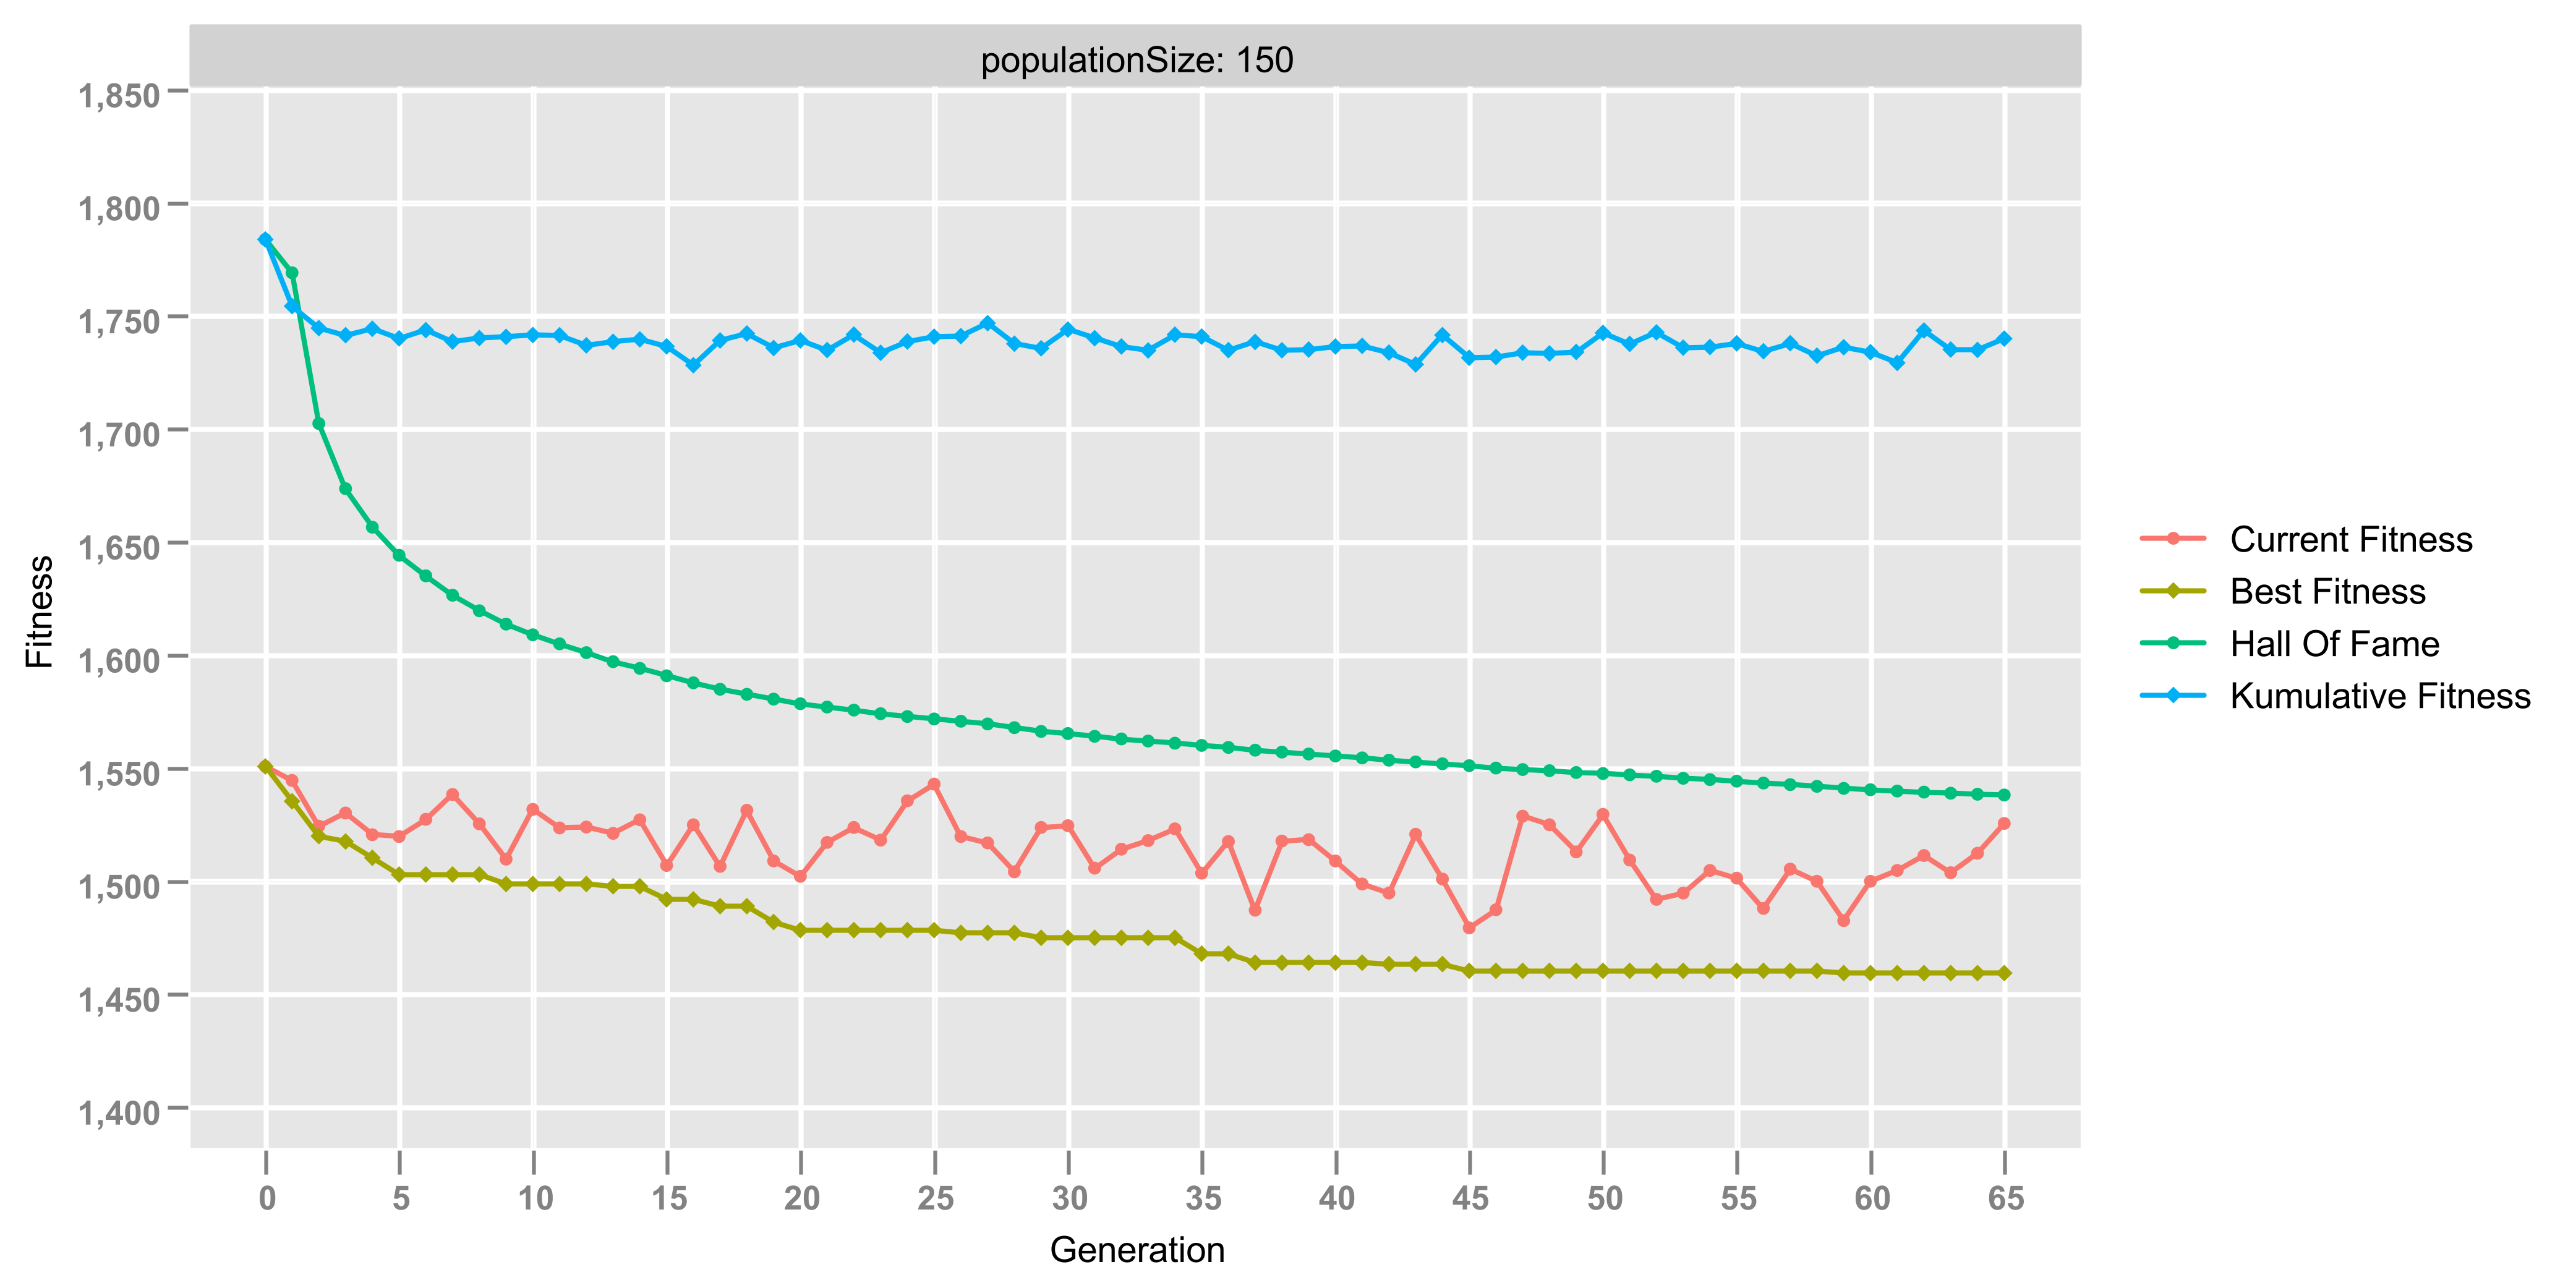 populationSize: 150
1,850
1,800
1,750
1,700
1,650
1,600
1,550
1,500
1,450
1,400
Fitness
0 5 10 15 20 25 30 35 40 45 50 55 60 65
Generation
Current Fitness
Best Fitness
Hall Of Fame
Kumulative Fitness